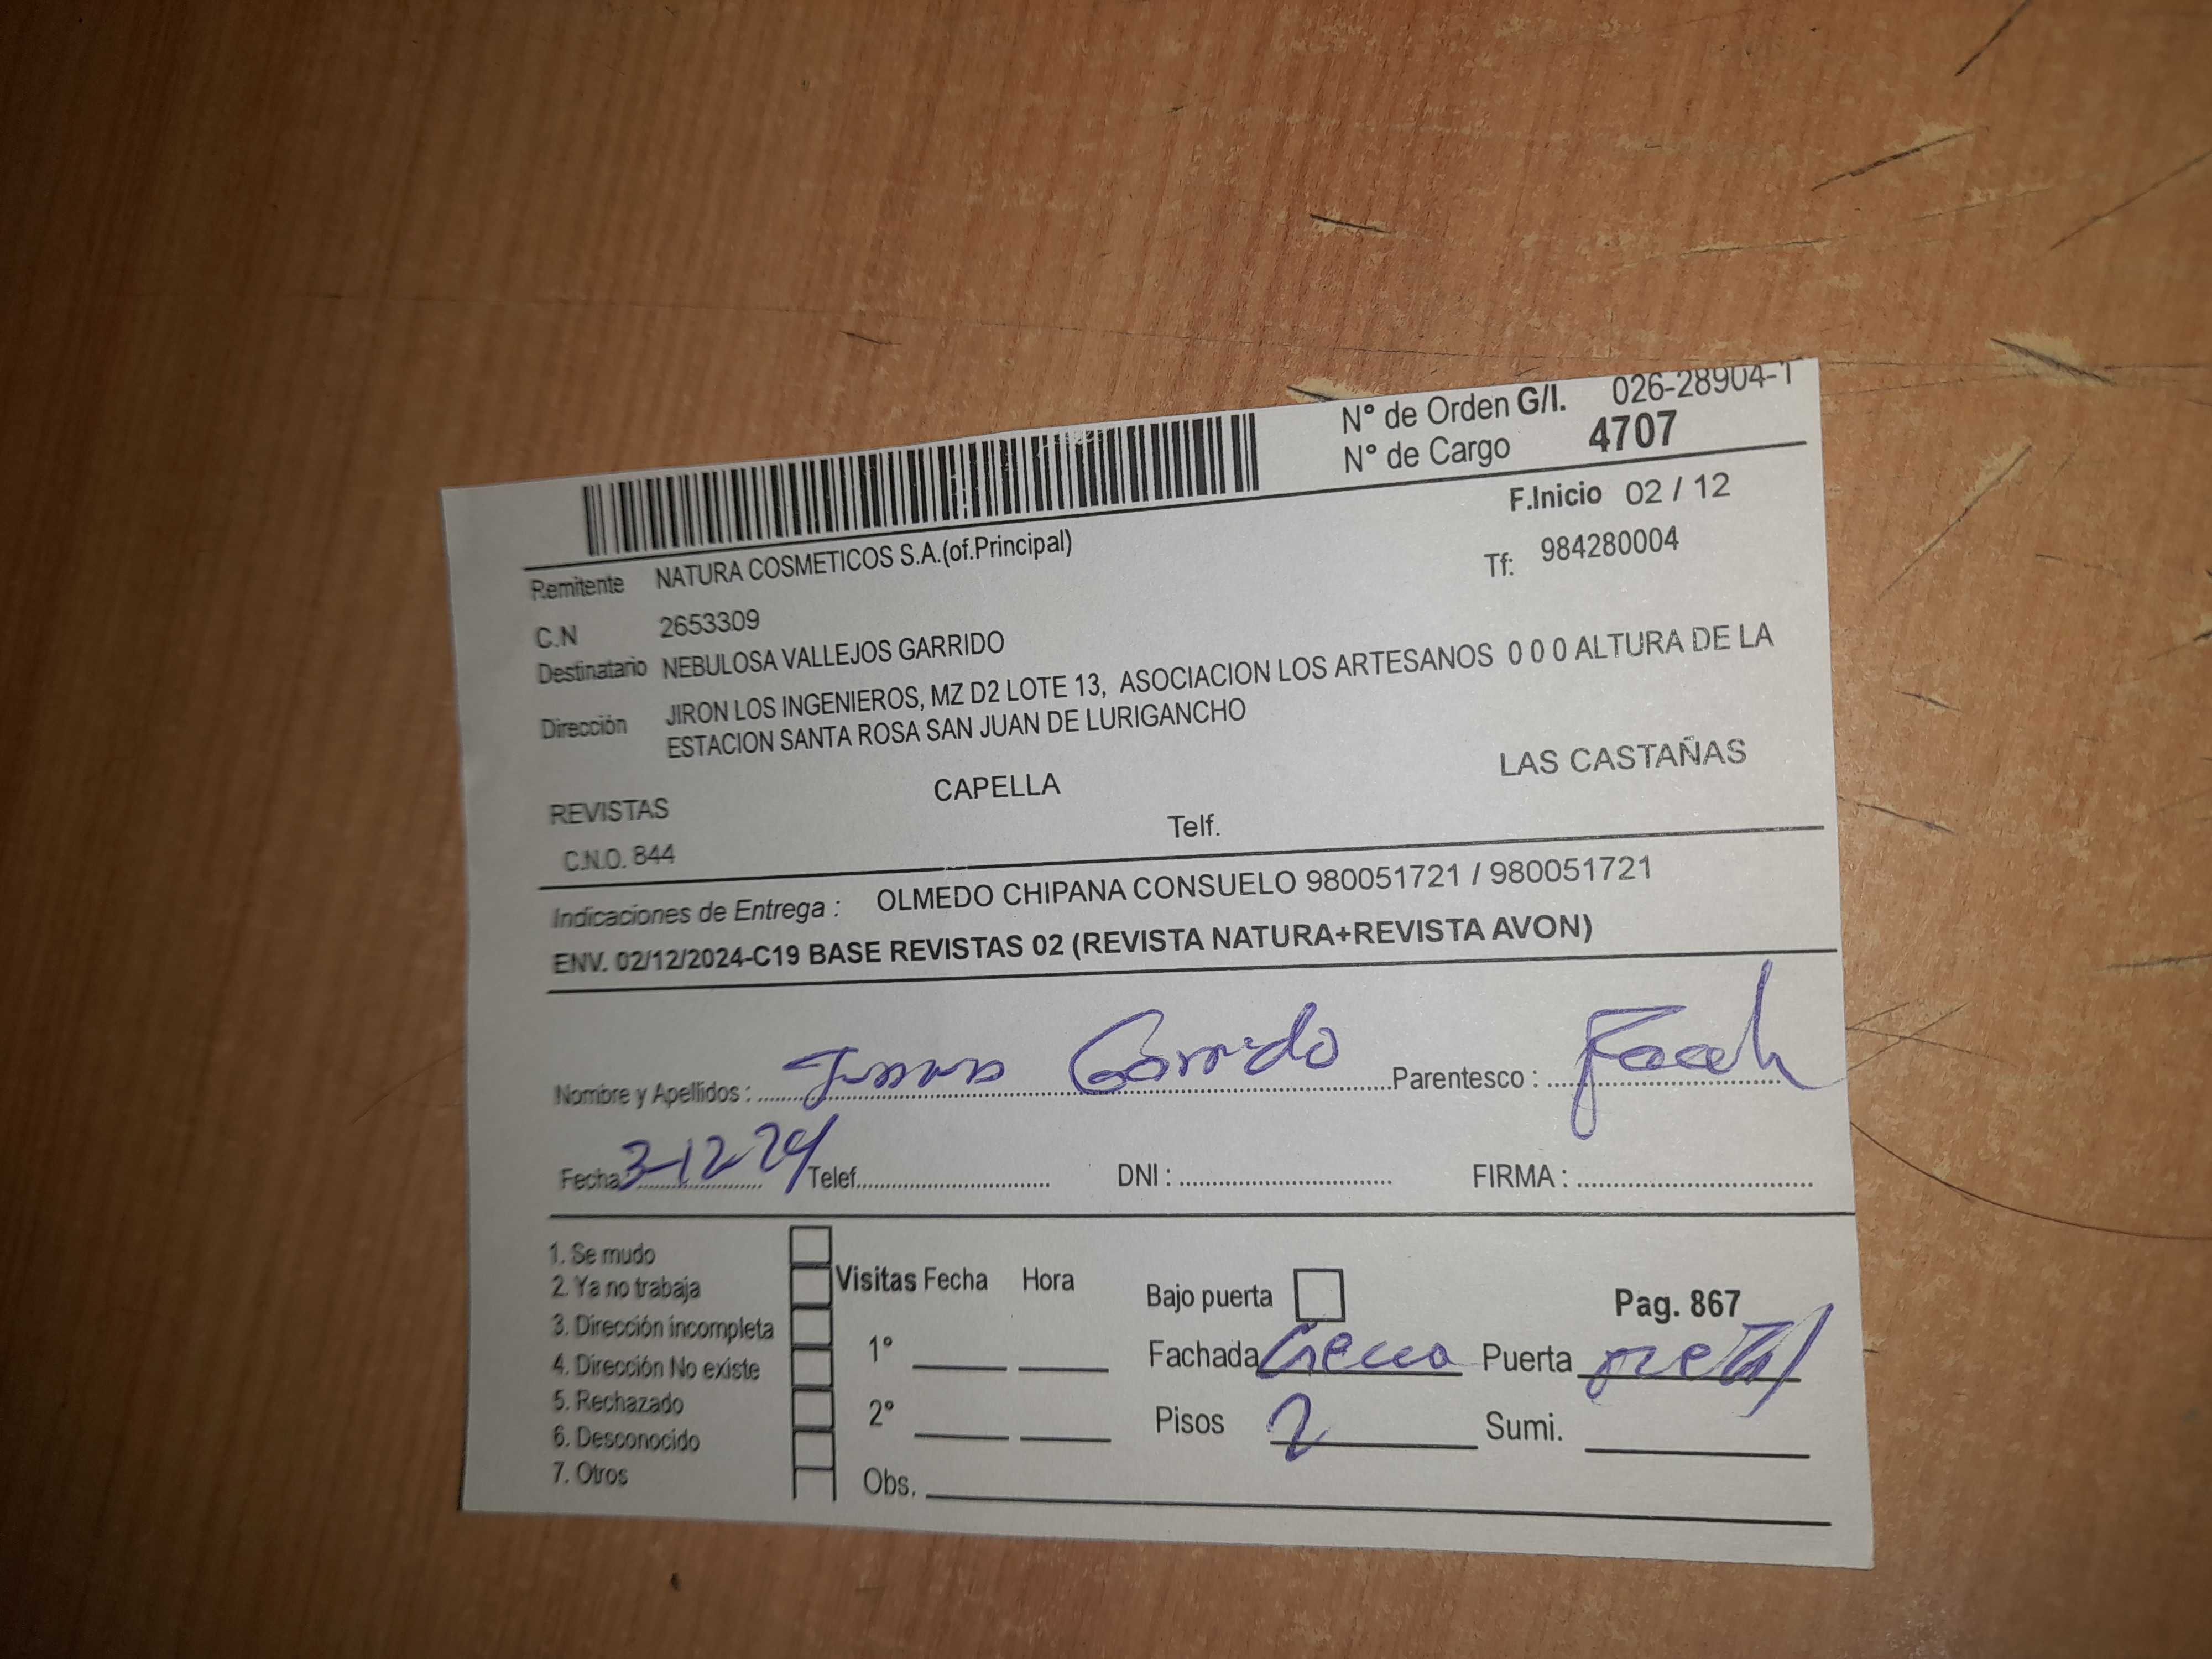 N° de Orden G/I. 026-28904-1
N° de Cargo 4707
F.Inicio 02 / 12
Remitente NATURA COSMETICOS S.A.(of.Principal)
Tf: 984280004
C.N 2653309
Destinatario NEBULOSA VALLEJOS GARRIDO
Dirección JIRON LOS INGENIEROS, MZ D2 LOTE 13, ASOCIACION LOS ARTESANOS 0 0 0 ALTURA DE LA
ESTACION SANTA ROSA SAN JUAN DE LURIGANCHO
REVISTAS CAPELLA LAS CASTAÑAS
C.N.O. 844 Telf.
Indicaciones de Entrega : OLMEDO CHIPANA CONSUELO 980051721 / 980051721
ENV. 02/12/2024-C19 BASE REVISTAS 02 (REVISTA NATURA+REVISTA AVON)
Nombre y Apellidos : Garrido Parentesco :
Fecha 3-12-24 Telef. DNI : FIRMA :
1. Se mudo
2. Ya no trabaja
3. Dirección incompleta
4. Dirección No existe
5. Rechazado
6. Desconocido
7. Otros
Visitas Fecha Hora
1°
2°
Obs.
Bajo puerta Pag. 867
Fachada Crema Puerta metal
Pisos 2 Sumi.